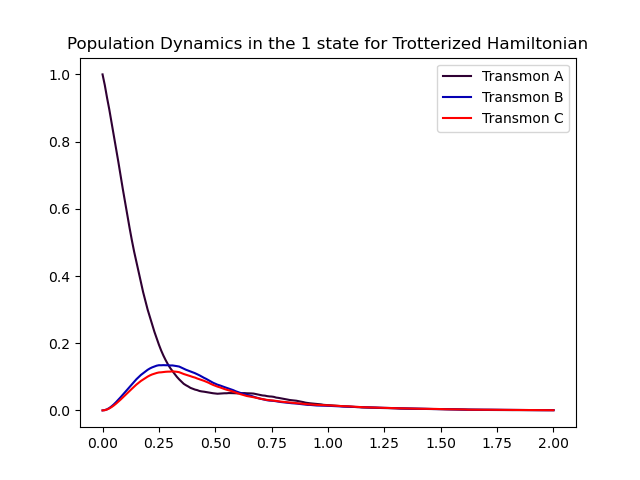 Population Dynamics in the 1 state for Trotterized Hamiltonian
Transmon A
Transmon B
Transmon C
1.0
0.8
0.6
0.4
0.2
0.0
0.00 0.25 0.50 0.75 1.00 1.25 1.50 1.75 2.00